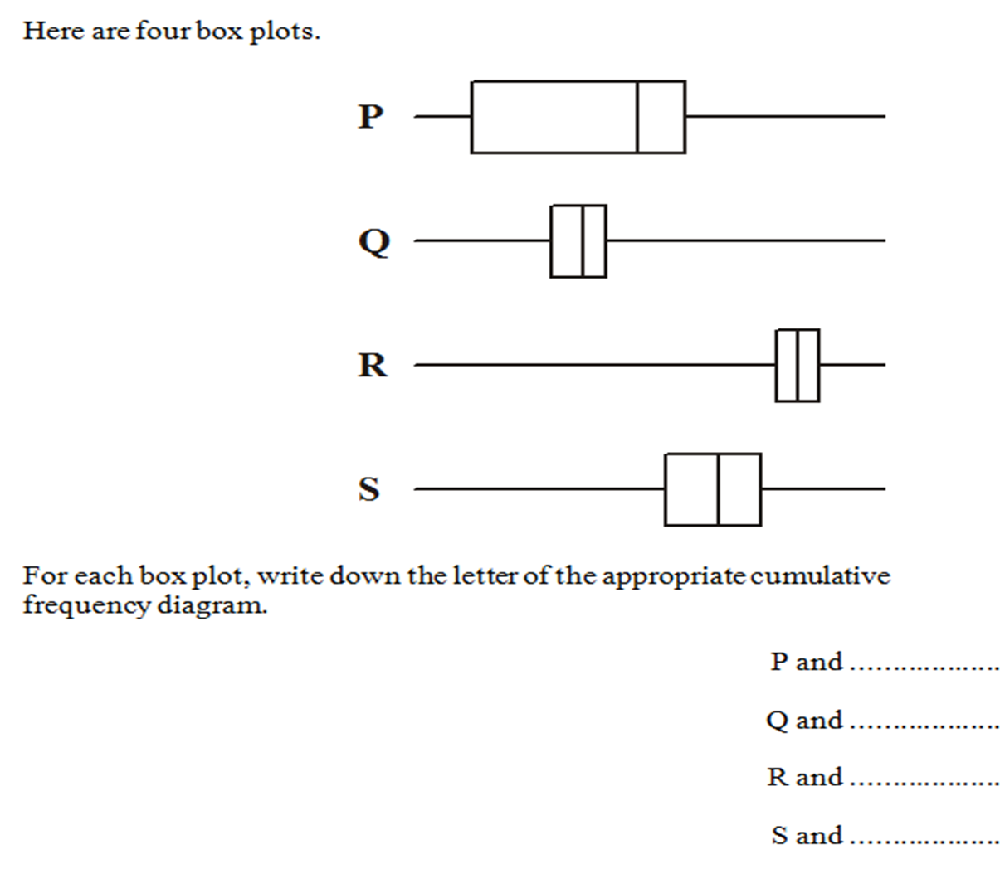 Here are four box plots.
P
Q
R
S
For each box plot, write down the letter of the appropriate cumulative
frequency diagram.
P and ...................
Q and ...................
R and ...................
S and ...................